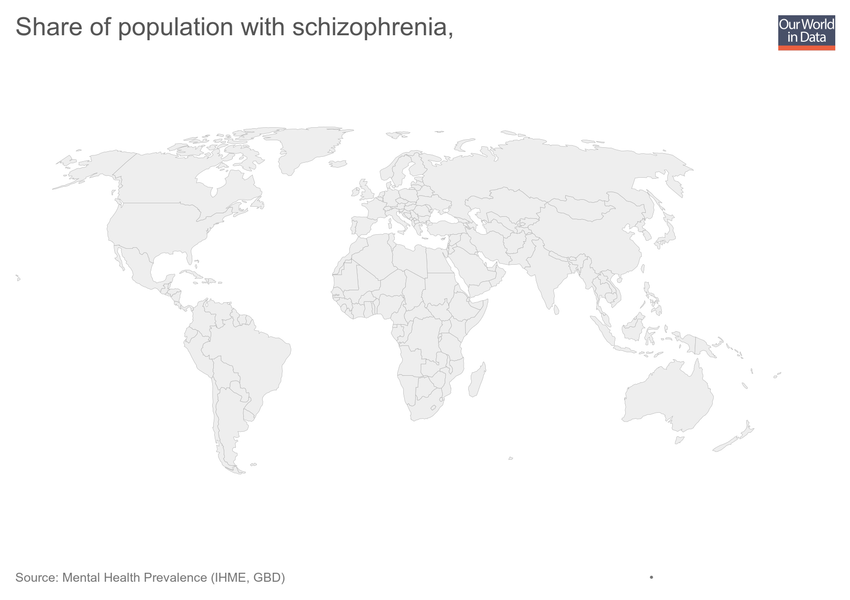 Share of population with schizophrenia,
Our World
in Data
Source: Mental Health Prevalence (IHME, GBD)
•